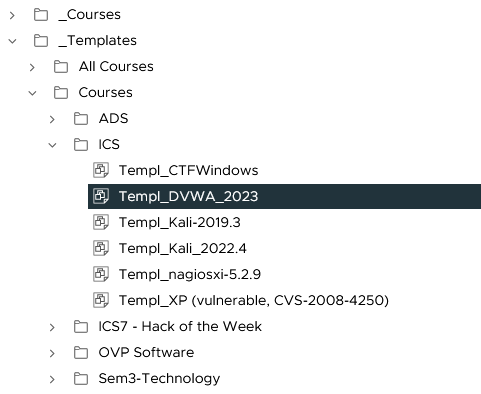 _Courses
_Templates
All Courses
Courses
ADS
ICS
Templ_CTFWindows
Templ_DVWA_2023
Templ_Kali-2019.3
Templ_Kali_2022.4
Templ_nagiosxi-5.2.9
Templ_XP (vulnerable, CVS-2008-4250)
ICS7 - Hack of the Week
OVP Software
Sem3-Technology